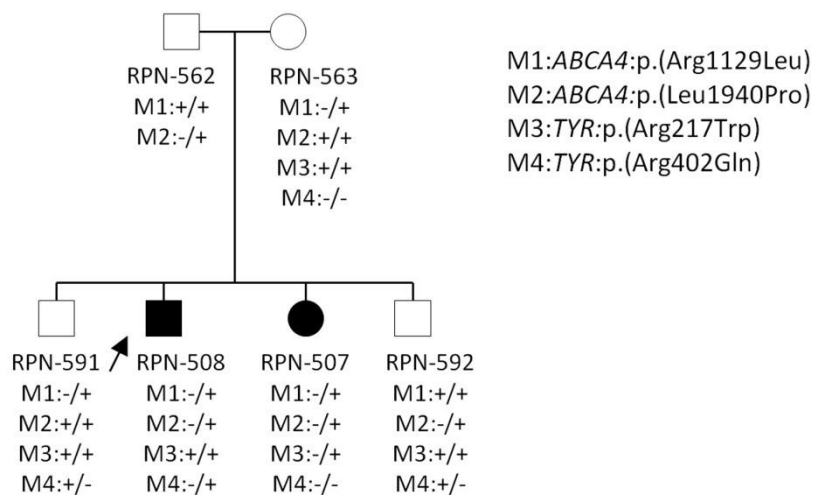 RPN-562
M1:+/+
M2:-/+
RPN-563
M1:-/+
M2:+/+
M3:+/+
M4:-/-
M1:ABCA4:p.(Arg1129Leu)
M2:ABCA4:p.(Leu1940Pro)
M3:TYR:p.(Arg217Trp)
M4:TYR:p.(Arg402Gln)
RPN-591
M1:-/+
M2:+/+
M3:+/+
M4:+/-
RPN-508
M1:-/+
M2:-/+
M3:+/+
M4:-/+
RPN-507
M1:-/+
M2:-/+
M3:-/+
M4:-/-
RPN-592
M1:+/+
M2:-/+
M3:+/+
M4:+/-